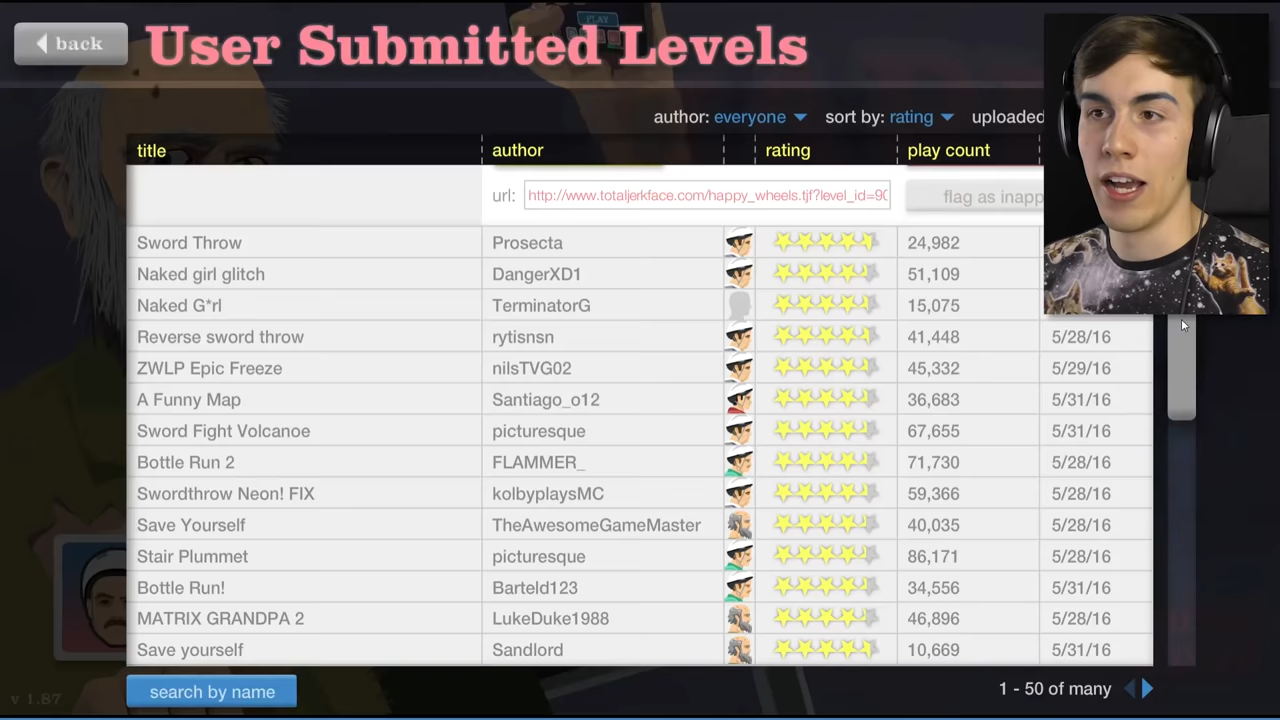 back
User Submitted Levels
PLAY
author: everyone sort by: rating uploaded
title author rating play count
url: http://www.totaljerkface.com/happy_wheels.tjf?level_id=90 flag as inapp
Sword Throw Prosecta 24,982
Naked girl glitch DangerXD1 51,109
Naked G*rl TerminatorG 15,075
Reverse sword throw rytisnsn 41,448 5/28/16
ZWLP Epic Freeze nilsTVG02 45,332 5/29/16
A Funny Map Santiago_o12 36,683 5/31/16
Sword Fight Volcanoe picturesque 67,655 5/31/16
Bottle Run 2 FLAMMER_ 71,730 5/28/16
Swordthrow Neon! FIX kolbyplaysMC 59,366 5/28/16
Save Yourself TheAwesomeGameMaster 40,035 5/28/16
Stair Plummet picturesque 86,171 5/28/16
Bottle Run! Barteld123 34,556 5/31/16
MATRIX GRANDPA 2 LukeDuke1988 46,896 5/28/16
Save yourself Sandlord 10,669 5/31/16
search by name 1 - 50 of many
v 1.87